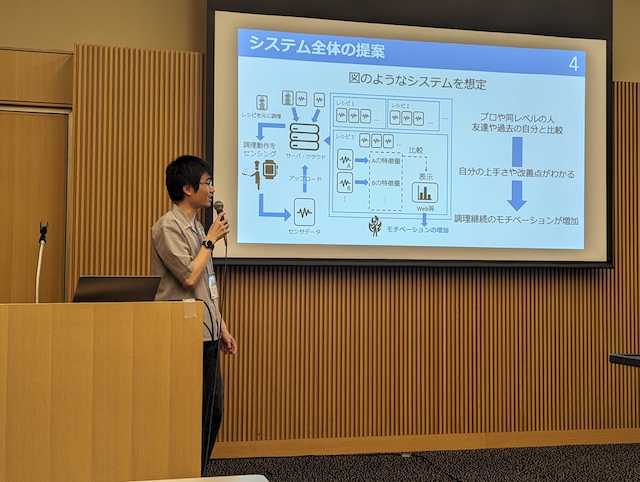 システム全体の提案
4
図のようなシステムを想定
レシピを元に調理
調理動作を
センシング
サーバ/クラウド
アップロード
センサデータ
レシピ1
レシピ2
レシピ3
比較
A
Aの特徴量
B
Bの特徴量
表示
Web等
モチベーションの増加
プロや同レベルの人
友達や過去の自分と比較
自分の上手さや改善点がわかる
調理継続のモチベーションが増加